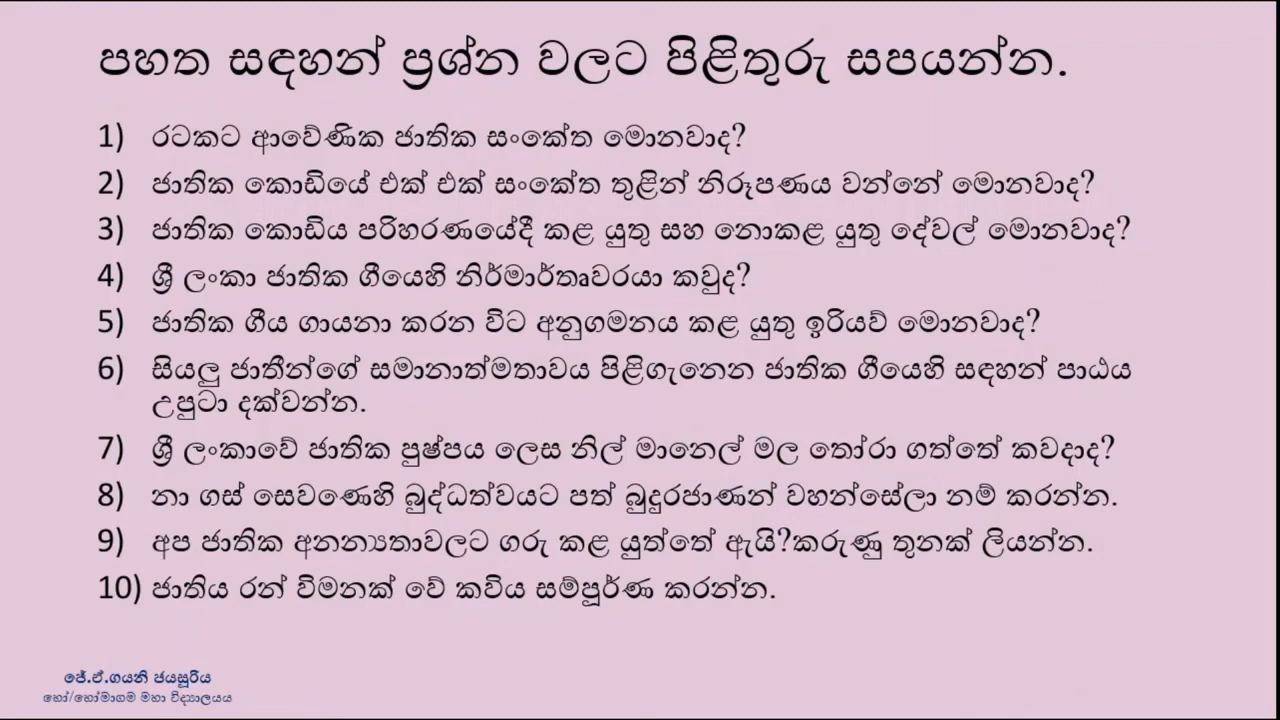 පහත සඳහන් ප්‍රශ්න වලට පිළිතුරු සපයන්න.
1) රටකට ආවේණික ජාතික සංකේත මොනවාද?
2) ජාතික කොඩියේ එක් එක් සංකේත තුළින් නිරූපණය වන්නේ මොනවාද?
3) ජාතික කොඩිය පරිහරණයේදී කළ යුතු සහ නොකළ යුතු දේවල් මොනවාද?
4) ශ්‍රී ලංකා ජාතික ගීයෙහි නිර්මාර්තෘවරයා කවුද?
5) ජාතික ගීය ගායනා කරන විට අනුගමනය කළ යුතු ඉරියව් මොනවාද?
6) සියලු ජාතීන්ගේ සමානාත්මතාවය පිළිගැනෙන ජාතික ගීයෙහි සඳහන් පාඨය
උපුටා දක්වන්න.
7) ශ්‍රී ලංකාවේ ජාතික පුෂ්පය ලෙස නිල් මානෙල් මල තෝරා ගත්තේ කවදාද?
8) නා ගස් සෙවණෙහි බුද්ධත්වයට පත් බුදුරජාණන් වහන්සේලා නම් කරන්න.
9) අප ජාතික අනන්‍යතාවලට ගරු කළ යුත්තේ ඇයි?කරුණු තුනක් ලියන්න.
10) ජාතිය රන් විමනක් වේ කවිය සම්පූර්ණ කරන්න.
ජේ.ඒ.ගයනි ජයසූරිය
හෝ/හෝමාගම මහා විද්‍යාලයය